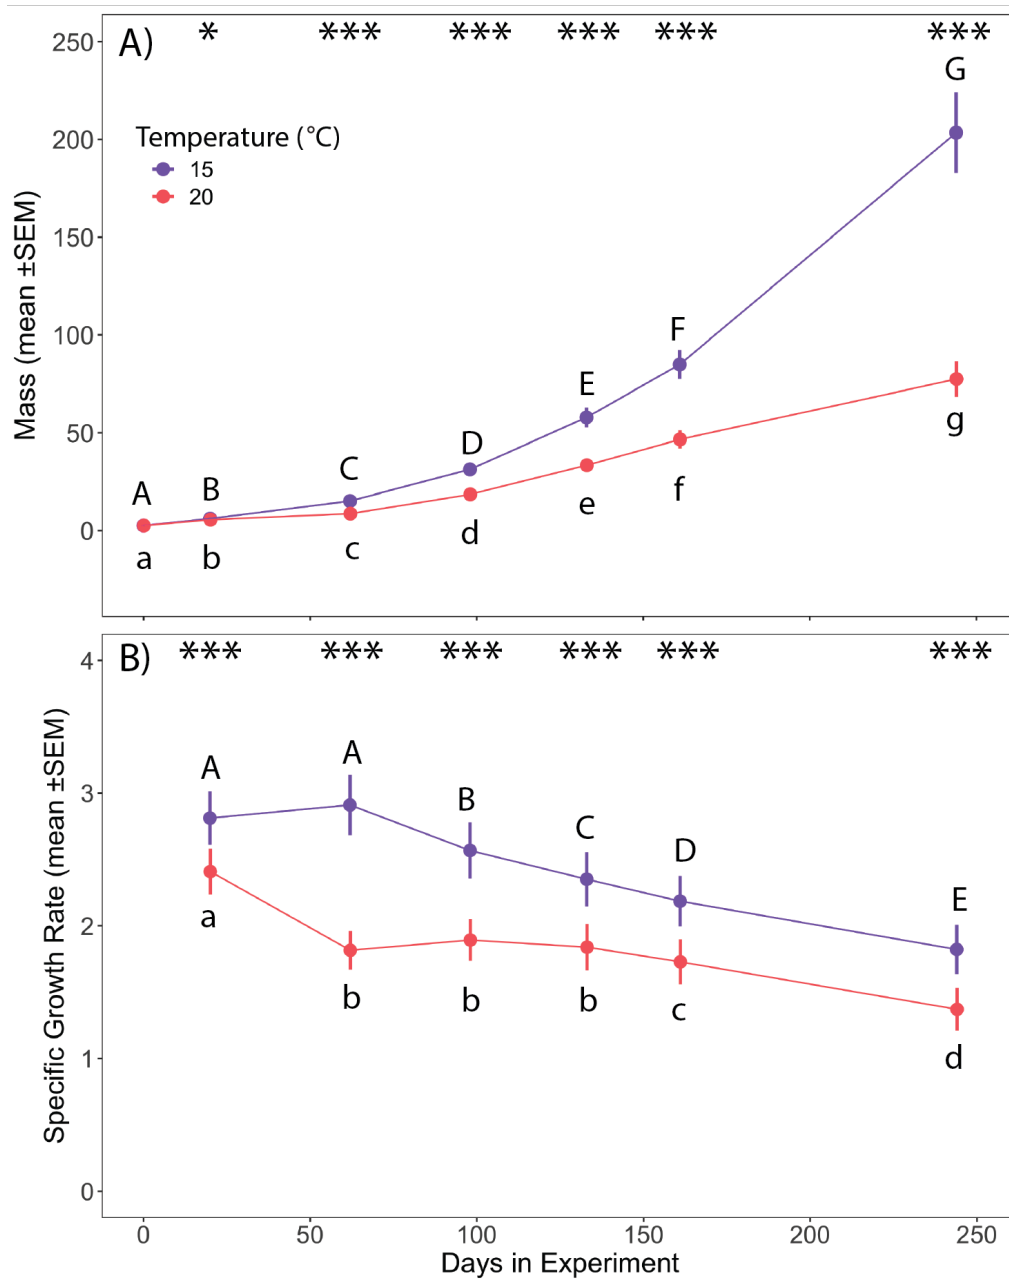 A)
* *** *** *** *** ***
250
200
150
100
50
0
Mass (mean ±SEM)
Temperature (°C)
15
20
A B C D E F G
a b c d e f g
B)
*** *** *** *** *** ***
4
3
2
1
0
Specific Growth Rate (mean ±SEM)
A A B C D E
a b b b c d
0 50 100 150 200 250
Days in Experiment